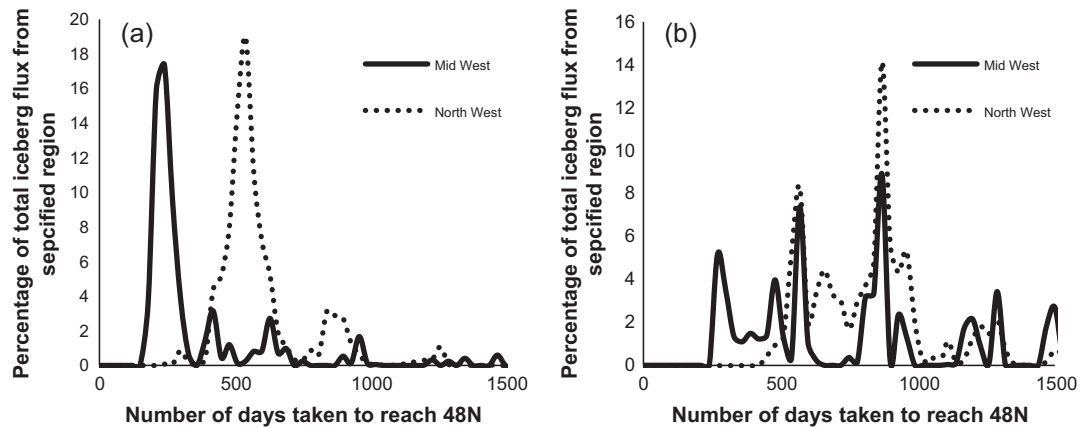 Percentage of total iceberg flux from
sepcified region
20
18
16
14
12
10
8
6
4
2
0
(a)
Mid West
North West
0
500
1000
1500
Number of days taken to reach 48N
Percentage of total iceberg flux from
sepcified region
16
14
12
10
8
6
4
2
0
(b)
Mid West
North West
0
500
1000
1500
Number of days taken to reach 48N